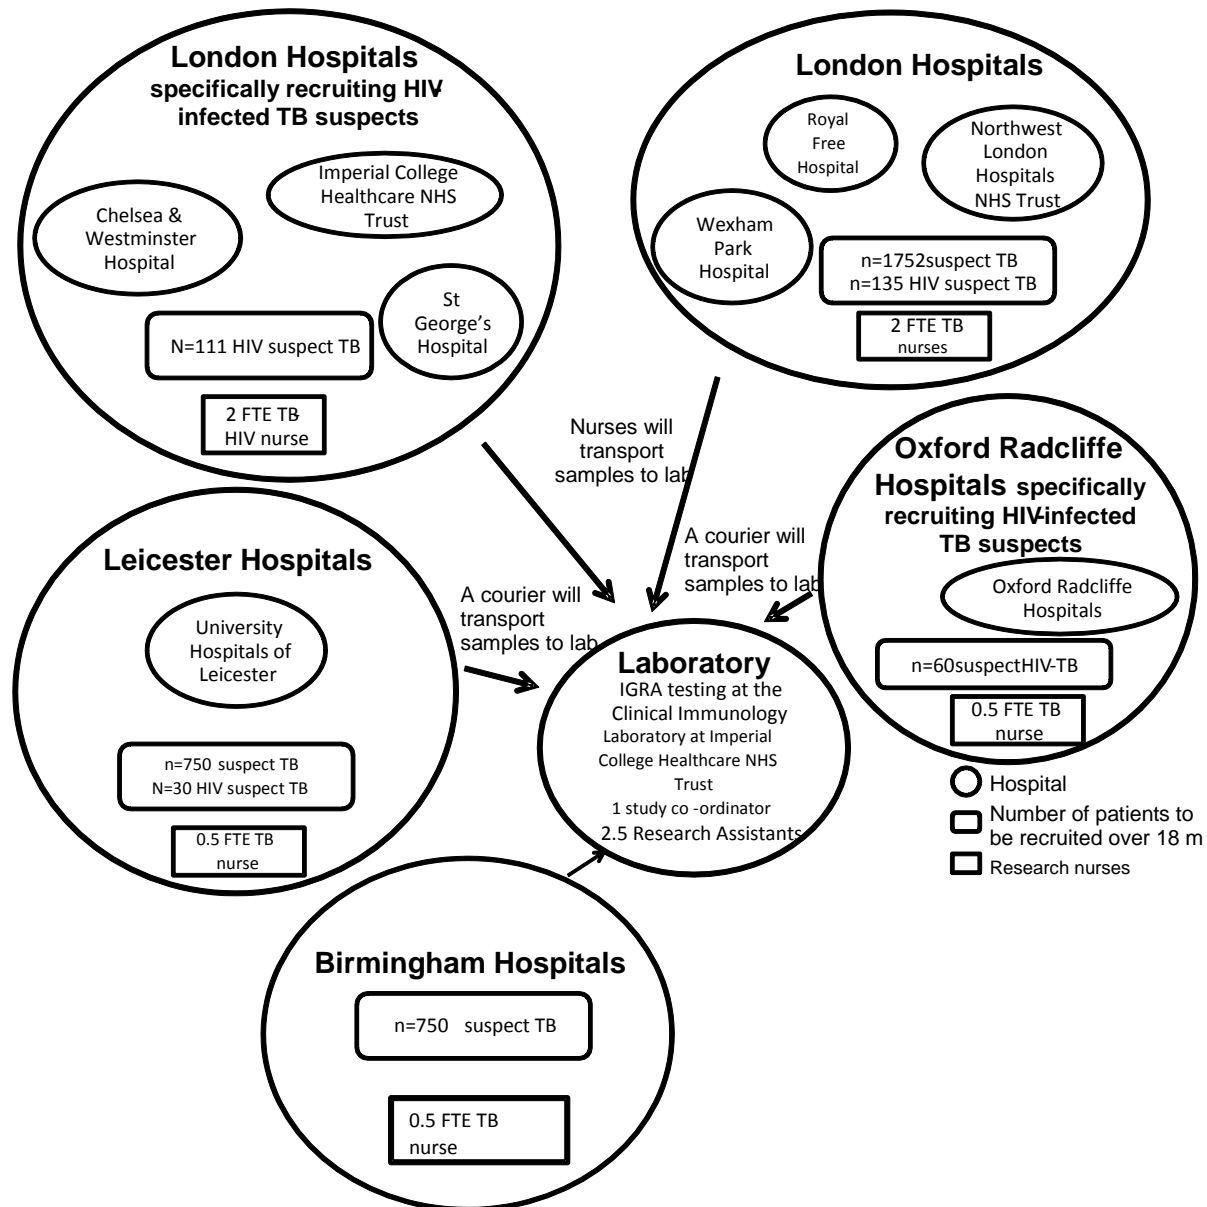 London Hospitals
specifically recruiting HIV-
infected TB suspects
Imperial College
Healthcare NHS
Trust
Chelsea &
Westminster
Hospital
St
George's
Hospital
N=111 HIV suspect TB
2 FTE TB-
HIV nurse
London Hospitals
Royal
Free
Hospital
Northwest
London
Hospitals
NHS Trust
Wexham
Park
Hospital
n=1752suspect TB
n=135 HIV suspect TB
2 FTE TB
nurses
Nurses will
transport
samples to lab
Oxford Radcliffe
Hospitals specifically
recruiting HIV-infected
TB suspects
Oxford Radcliffe
Hospitals
n=60suspectHIV-TB
0.5 FTE TB
nurse
A courier will
transport
samples to lab
Leicester Hospitals
University
Hospitals of
Leicester
n=750 suspect TB
N=30 HIV suspect TB
0.5 FTE TB
nurse
A courier will
transport
samples to lab
Laboratory
IGRA testing at the
Clinical Immunology
Laboratory at Imperial
College Healthcare NHS
Trust
1 study co -ordinator
2.5 Research Assistants
Hospital
Number of patients to
be recruited over 18 m
Research nurses
Birmingham Hospitals
n=750 suspect TB
0.5 FTE TB
nurse